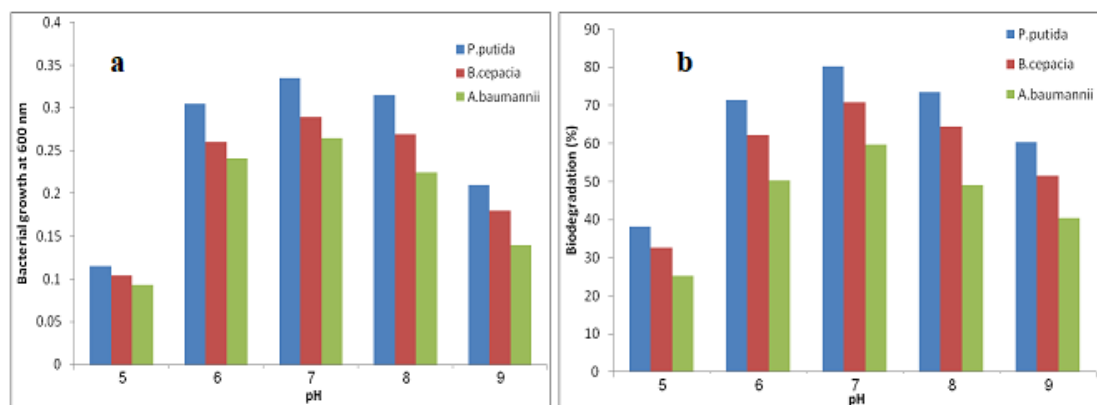 a
Bacterial growth at 600 nm
0.4
0.35
0.3
0.25
0.2
0.15
0.1
0.05
0
P.putida
B.cepacia
A.baumannii
5 6 7 8 9
pH
b
Biodegradation (%)
90
80
70
60
50
40
30
20
10
0
P.putida
B.cepacia
A.baumannii
5 6 7 8 9
pH